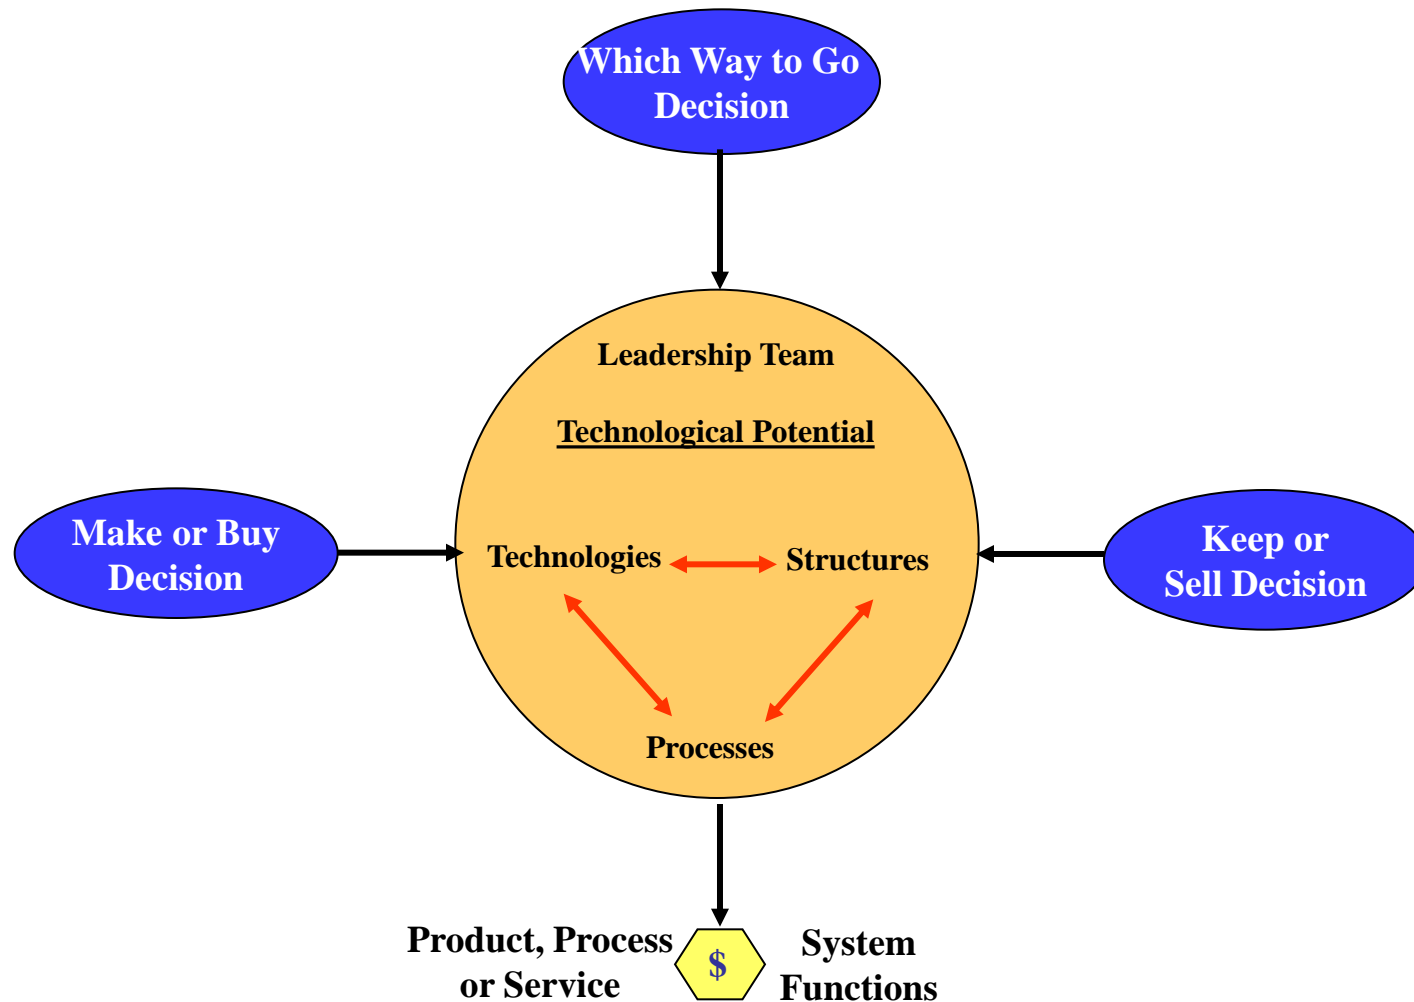 Which Way to Go
Decision
Leadership Team
Technological Potential
Make or Buy
Decision
Technologies
Structures
Keep or
Sell Decision
Processes
Product, Process
or Service
$
System
Functions